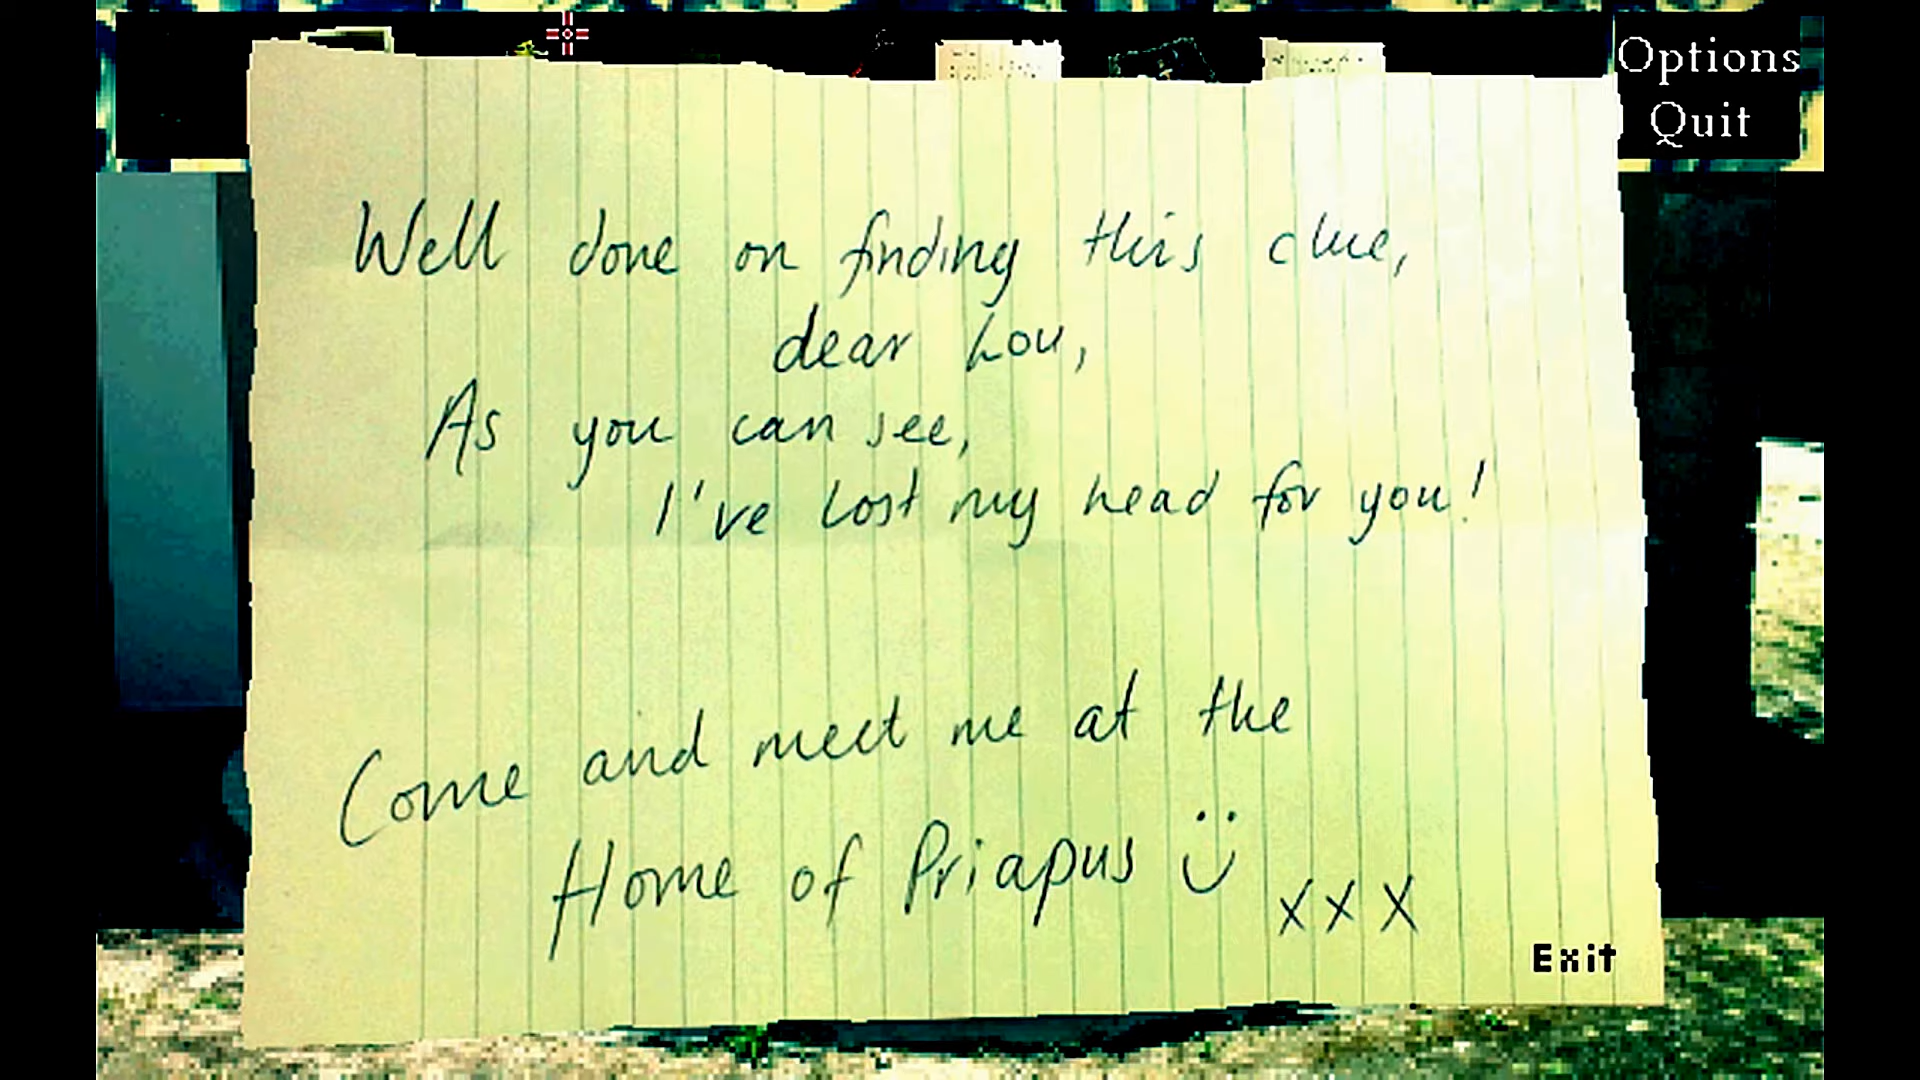 Options
Quit
Well done on finding this clue,
dear Lou,
As you can see,
I've lost my head for you!
Come and meet me at the
Home of Priapus :)
x x x
Exit